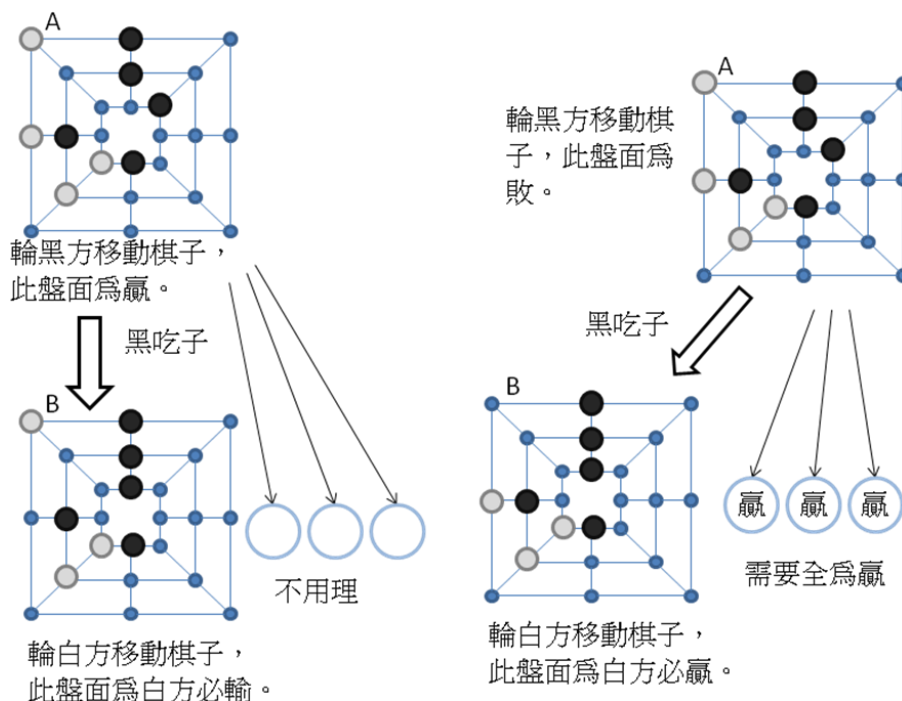 A
輪黑方移動棋子，
此盤面為贏。
黑吃子
B
不用理
輪白方移動棋子，
此盤面為白方必輸。
A
輪黑方移動棋
子，此盤面為
敗。
黑吃子
B
贏 贏 贏
需要全為贏
輪白方移動棋子，
此盤面為白方必贏。